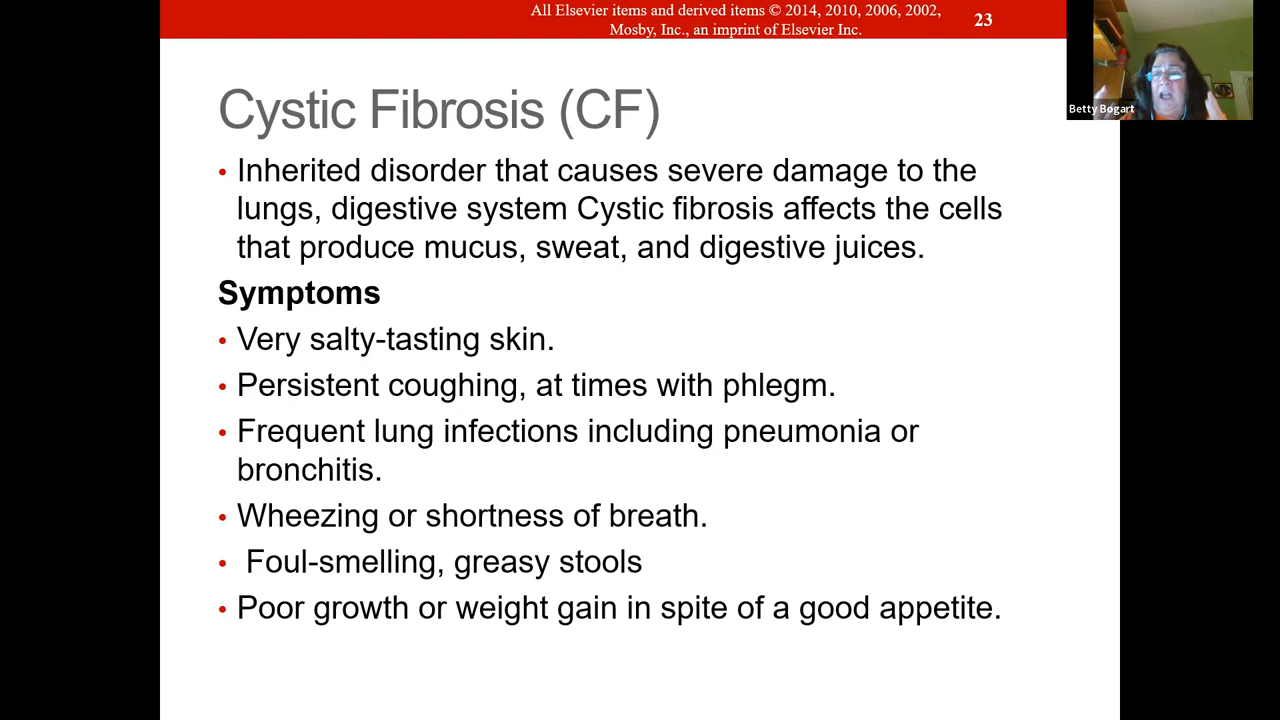 All Elsevier items and derived items © 2014, 2010, 2006, 2002,
Mosby, Inc., an imprint of Elsevier Inc.
23
Betty Bogart
Cystic Fibrosis (CF)
• Inherited disorder that causes severe damage to the
lungs, digestive system Cystic fibrosis affects the cells
that produce mucus, sweat, and digestive juices.
Symptoms
• Very salty-tasting skin.
• Persistent coughing, at times with phlegm.
• Frequent lung infections including pneumonia or
bronchitis.
• Wheezing or shortness of breath.
• Foul-smelling, greasy stools
• Poor growth or weight gain in spite of a good appetite.